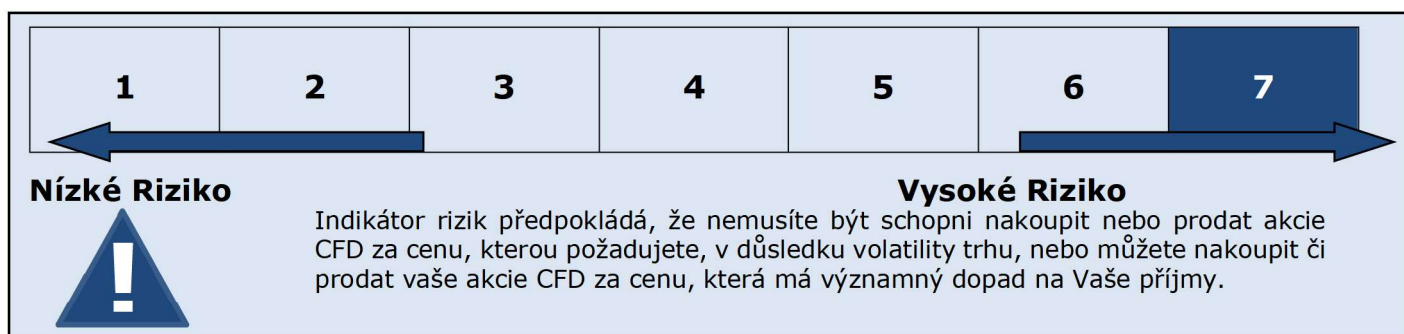 1 2 3 4 5 6 7
Nízké Riziko Vysoké Riziko
Indikátor rizik předpokládá, že nemusíte být schopni nakoupit nebo prodat akcie
CFD za cenu, kterou požadujete, v důsledku volatility trhu, nebo můžete nakoupit či
prodat vaše akcie CFD za cenu, která má významný dopad na Vaše příjmy.
!